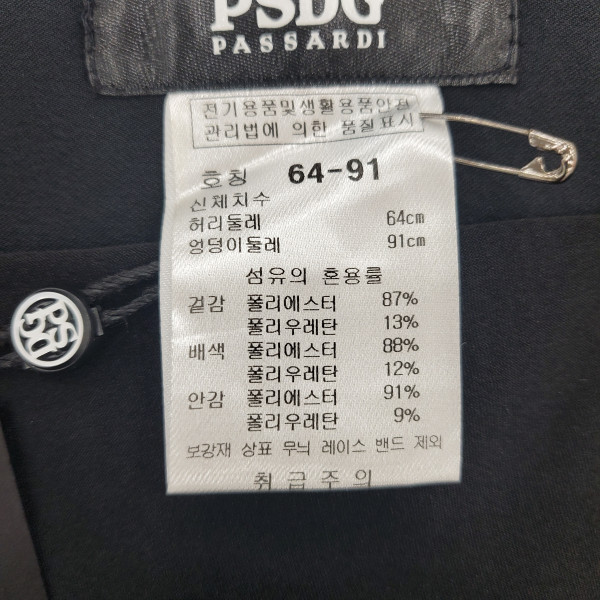 PSDG
PASSARDI
전기용품및생활용품안전
관리법에 의한 품질표시
호칭 64-91
신체치수
허리둘레 64cm
엉덩이둘레 91cm
섬유의 혼용률
겉감 폴리에스터 87%
폴리우레탄 13%
배색 폴리에스터 88%
폴리우레탄 12%
안감 폴리에스터 91%
폴리우레탄 9%
보강재 상표 무늬 레이스 밴드 제외
취급주의
PSDG